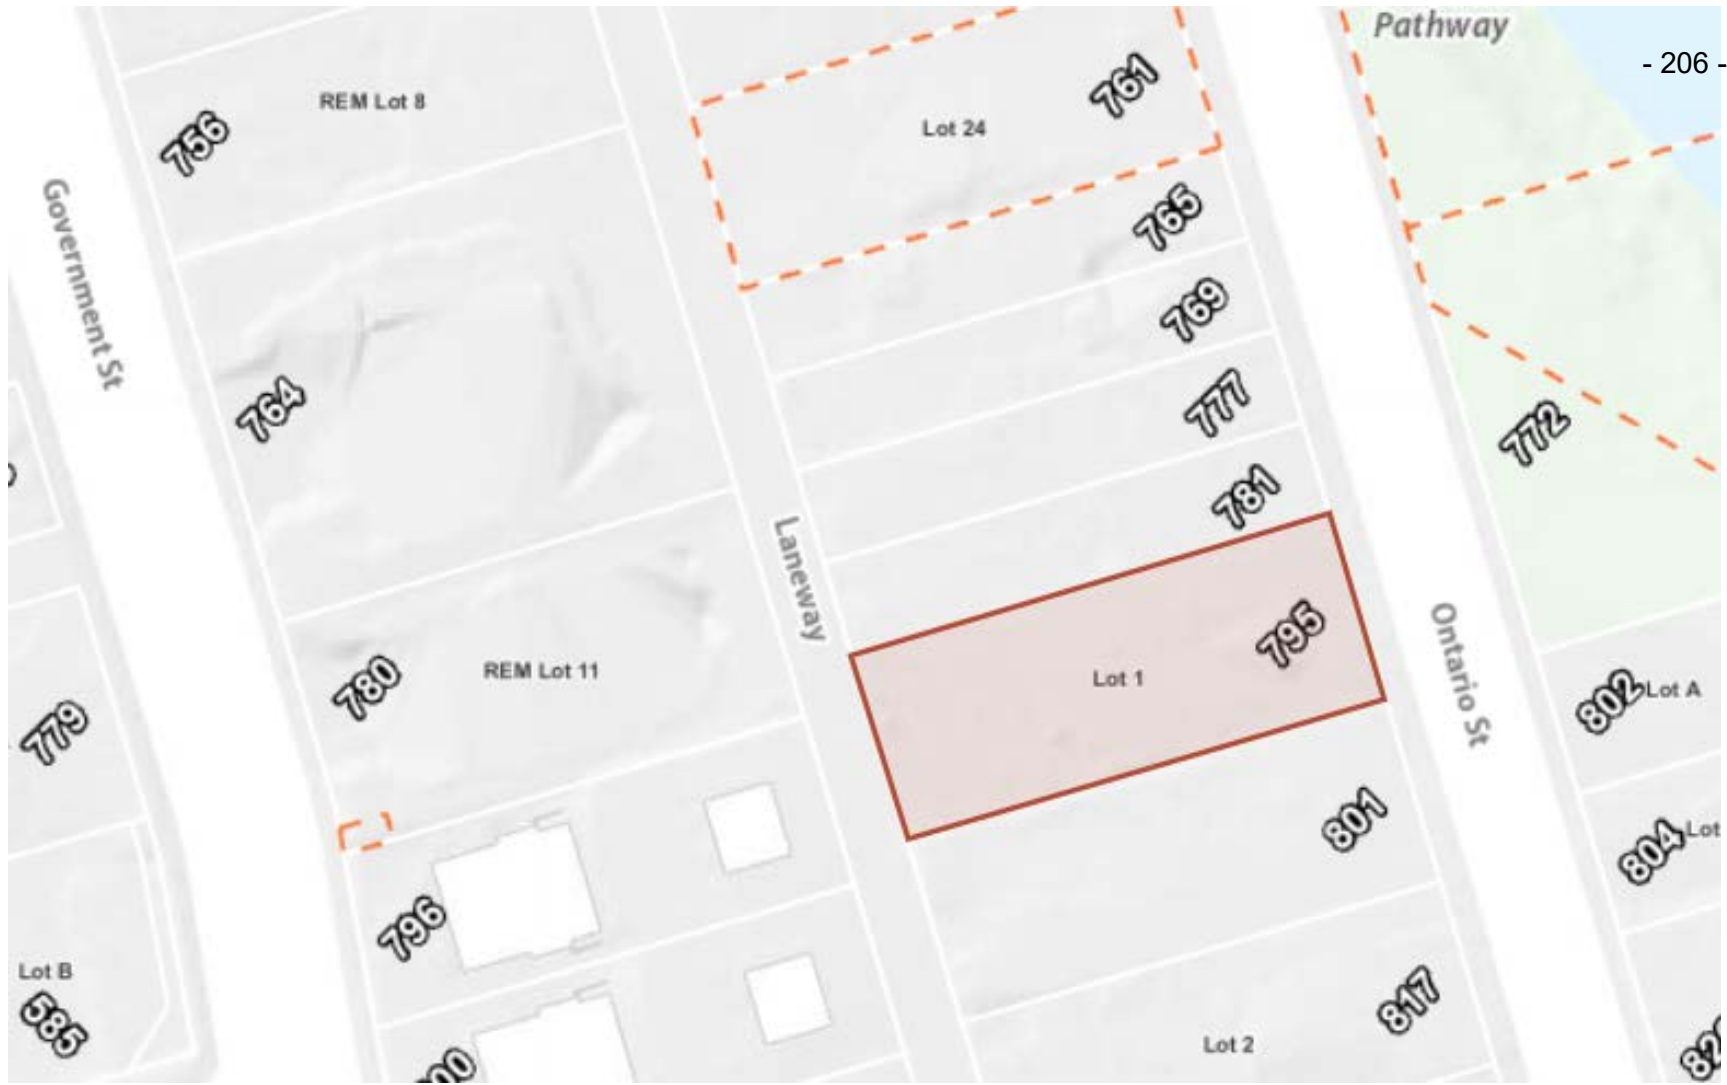 Pathway
- 206 -
761
REM Lot 8
Lot 24
756
765
Government St
769
764
777
772
781
Laneway
795
Ontario St
REM Lot 11
Lot 1
780
802
Lot A
779
801
804
Lot
796
Lot B
817
585
Lot 2